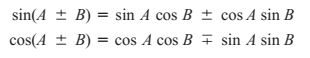 sin(A ± B) = sin A cos B ± cos A sin B
cos(A ± B) = cos A cos B ∓ sin A sin B